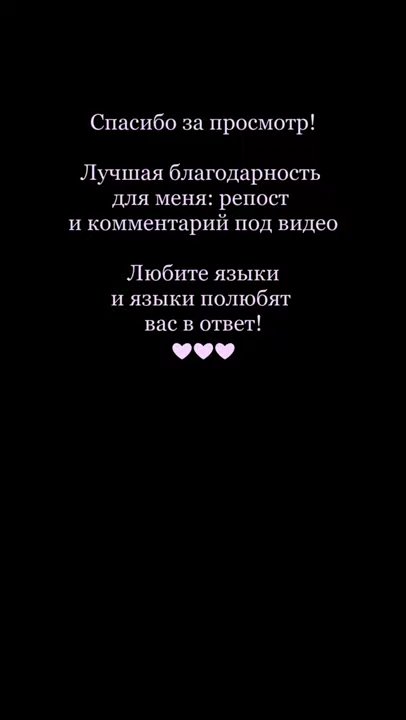 Спасибо за просмотр!
Лучшая благодарность
для меня: репост
и комментарий под видео
Любите языки
и языки полюбят
вас в ответ!